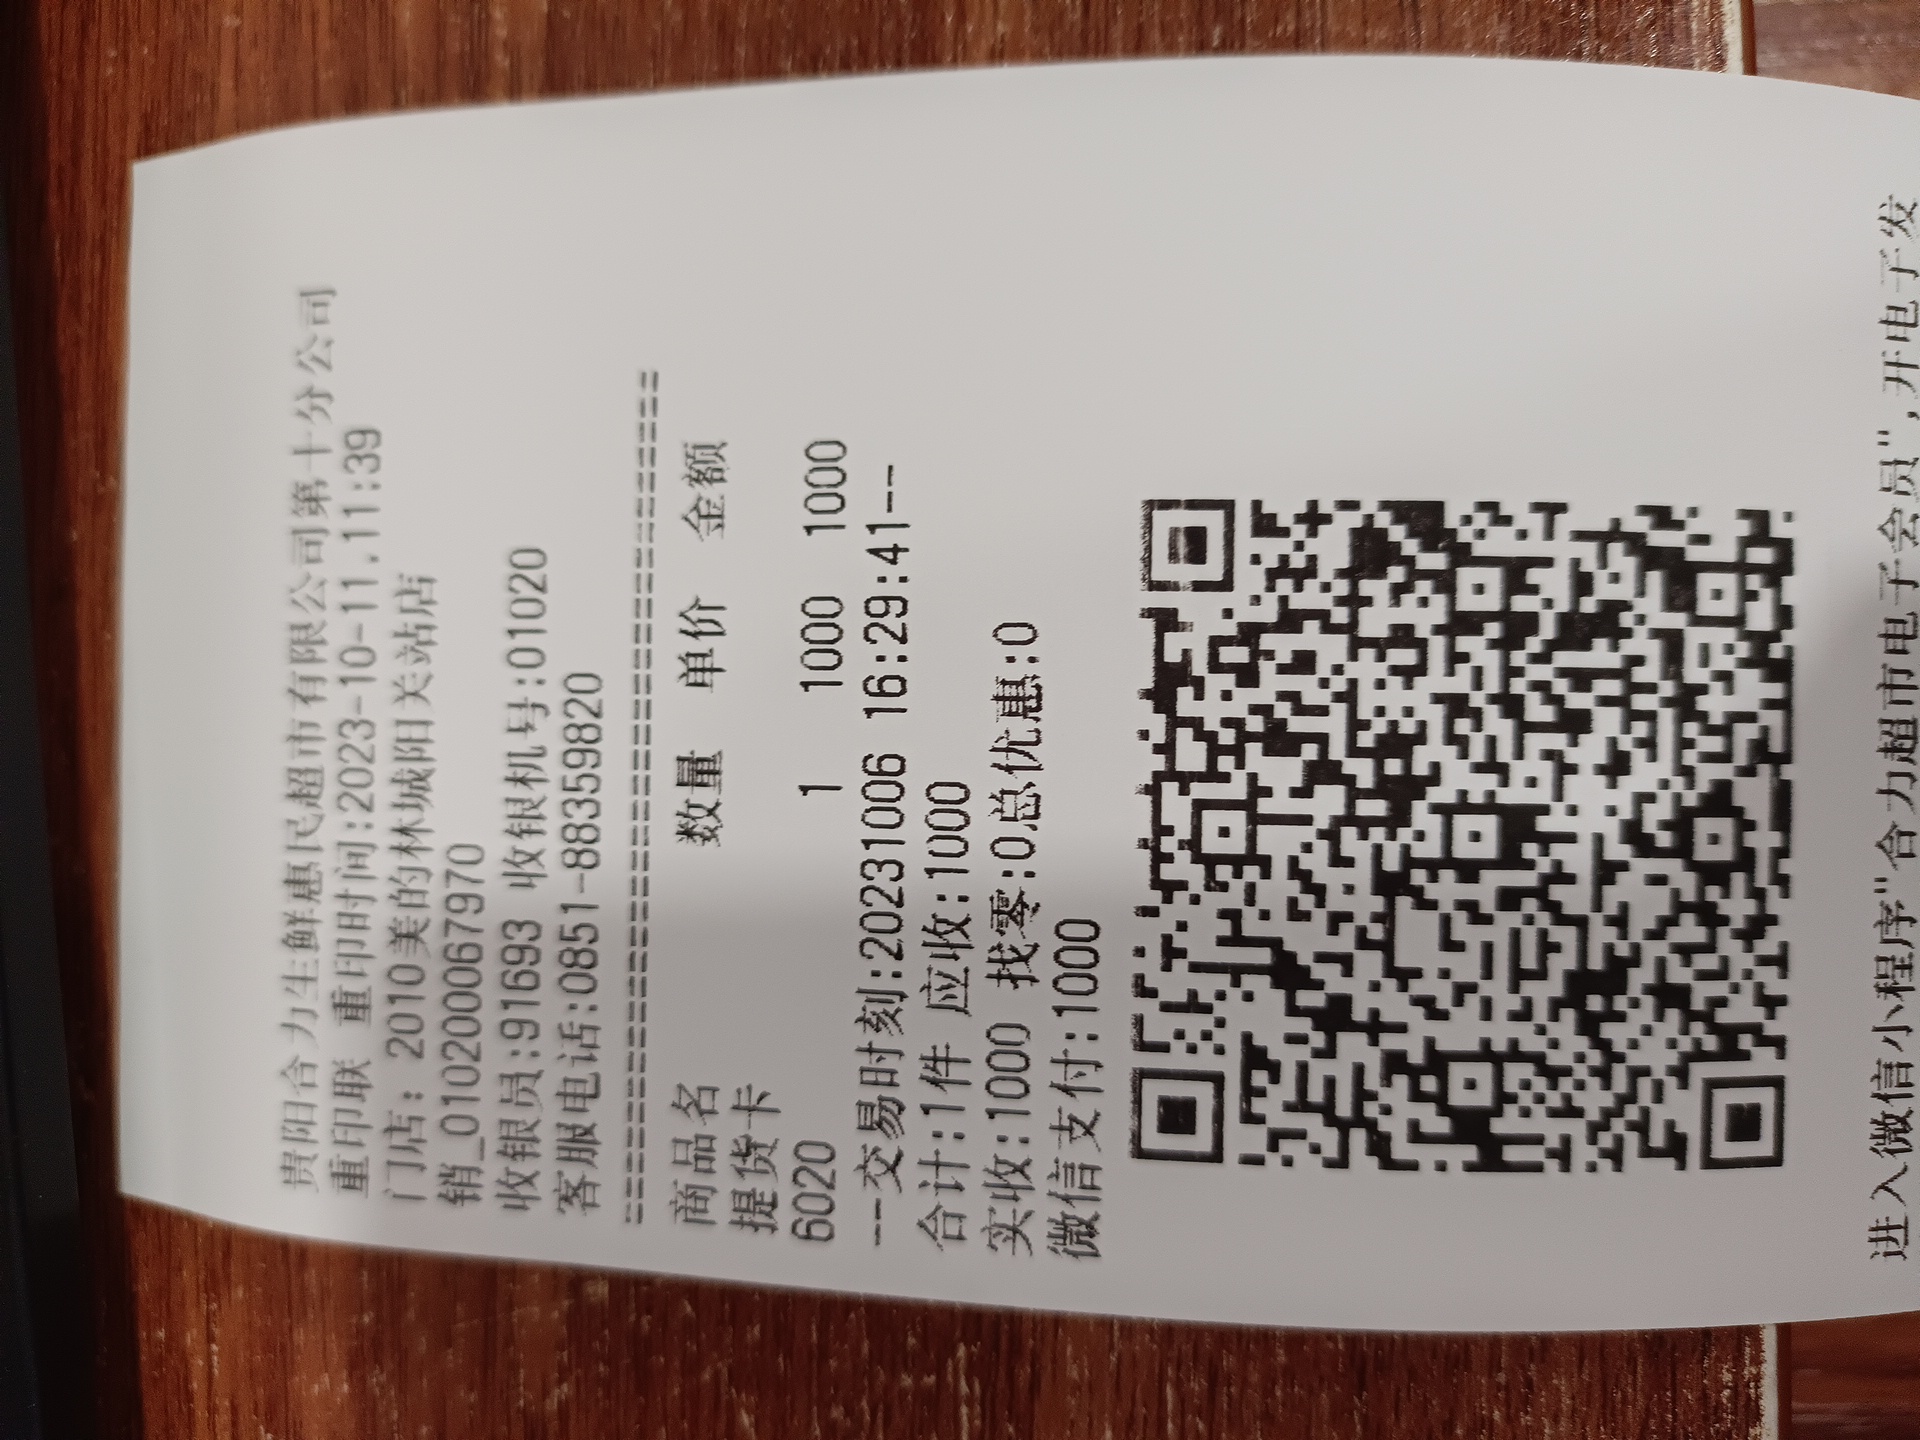 贵阳合力生鲜惠民超市有限公司第十分公司
重印联 重印时间:2023-10-11.11:39
门店: 2010美的林城阳关站店
销_010200067970
收银员:91693 收银机号:01020
客服电话:0851-88359820
================================
商品名 数量 单价 金额
提货卡
6020 1 1000 1000
--交易时刻:20231006 16:29:41--
合计:1件 应收:1000
实收:1000 找零:0总优惠:0
微信支付:1000
进入微信小程序"合力超市电子会员",开电子发